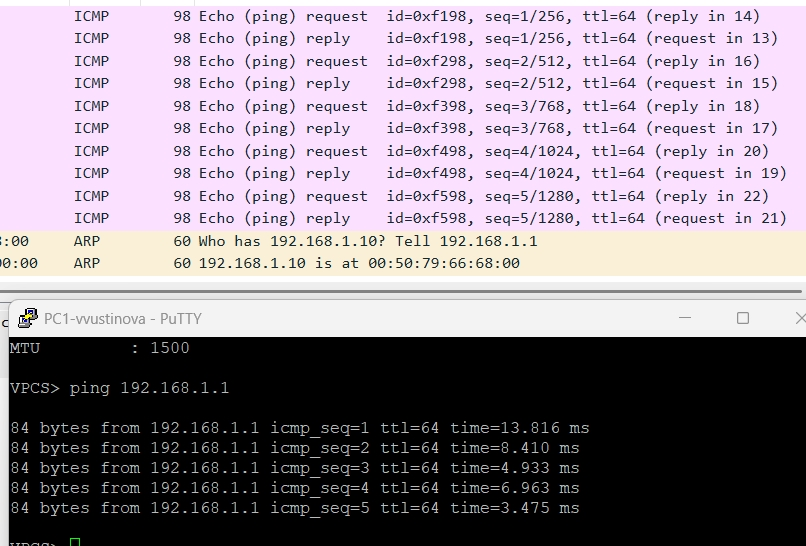 ICMP 98 Echo (ping) request id=0xf198, seq=1/256, ttl=64 (reply in 14)
ICMP 98 Echo (ping) reply id=0xf198, seq=1/256, ttl=64 (request in 13)
ICMP 98 Echo (ping) request id=0xf298, seq=2/512, ttl=64 (reply in 16)
ICMP 98 Echo (ping) reply id=0xf298, seq=2/512, ttl=64 (request in 15)
ICMP 98 Echo (ping) request id=0xf398, seq=3/768, ttl=64 (reply in 18)
ICMP 98 Echo (ping) reply id=0xf398, seq=3/768, ttl=64 (request in 17)
ICMP 98 Echo (ping) request id=0xf498, seq=4/1024, ttl=64 (reply in 20)
ICMP 98 Echo (ping) reply id=0xf498, seq=4/1024, ttl=64 (request in 19)
ICMP 98 Echo (ping) request id=0xf598, seq=5/1280, ttl=64 (reply in 22)
ICMP 98 Echo (ping) reply id=0xf598, seq=5/1280, ttl=64 (request in 21)
:00 ARP 60 Who has 192.168.1.10? Tell 192.168.1.1
00:00 ARP 60 192.168.1.10 is at 00:50:79:66:68:00
PC1-vvustinova - PuTTY
MTU : 1500
VPCS> ping 192.168.1.1
84 bytes from 192.168.1.1 icmp_seq=1 ttl=64 time=13.816 ms
84 bytes from 192.168.1.1 icmp_seq=2 ttl=64 time=8.410 ms
84 bytes from 192.168.1.1 icmp_seq=3 ttl=64 time=4.933 ms
84 bytes from 192.168.1.1 icmp_seq=4 ttl=64 time=6.963 ms
84 bytes from 192.168.1.1 icmp_seq=5 ttl=64 time=3.475 ms
VPCS>